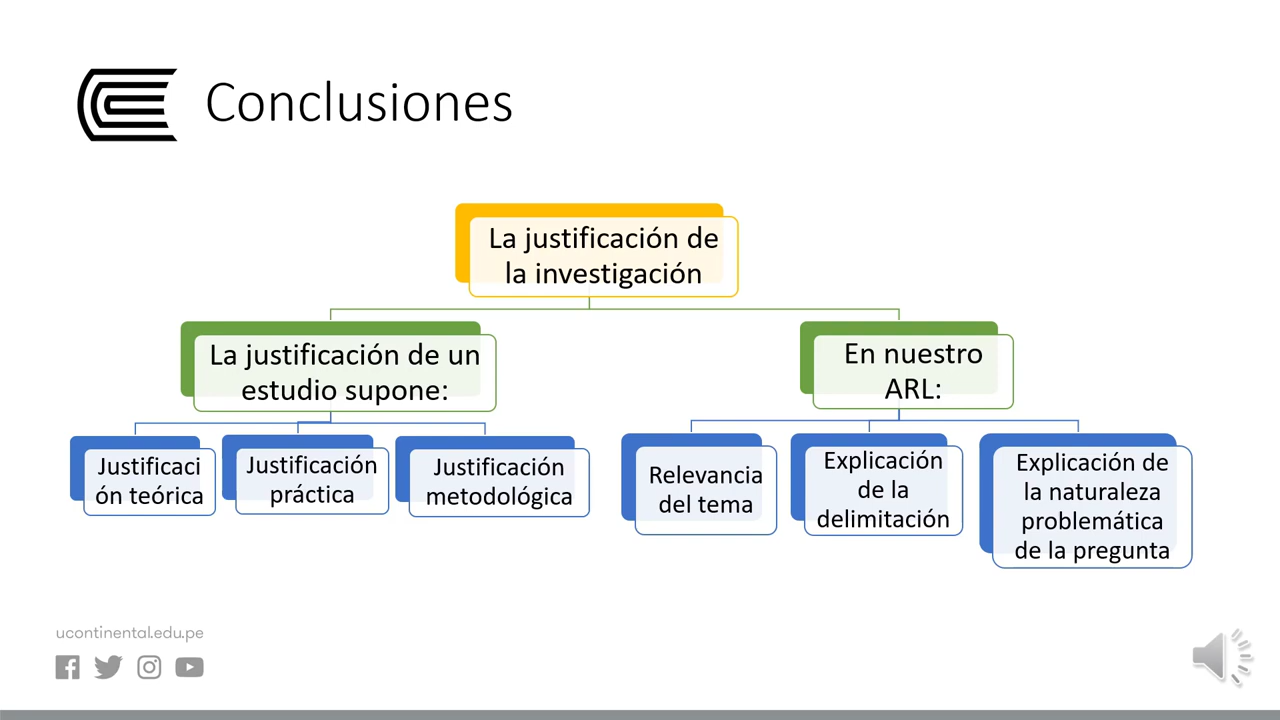 Conclusiones
La justificación de
la investigación
La justificación de un
estudio supone:
En nuestro
ARL:
Justificaci
ón teórica
Justificación
práctica
Justificación
metodológica
Relevancia
del tema
Explicación
de la
delimitación
Explicación de
la naturaleza
problemática
de la pregunta
ucontinental.edu.pe